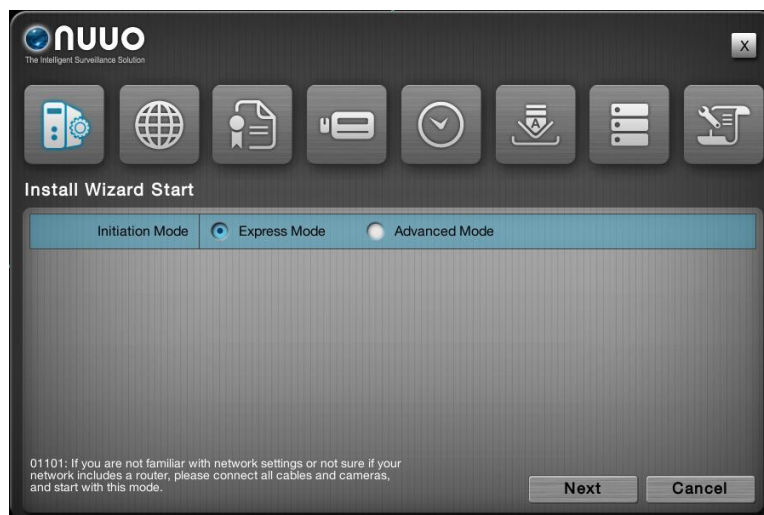 nuuo
The Intelligent Surveillance Solution
X
A
Install Wizard Start
Initiation Mode Express Mode Advanced Mode
01101: If you are not familiar with network settings or not sure if your
network includes a router, please connect all cables and cameras,
and start with this mode.
Next Cancel